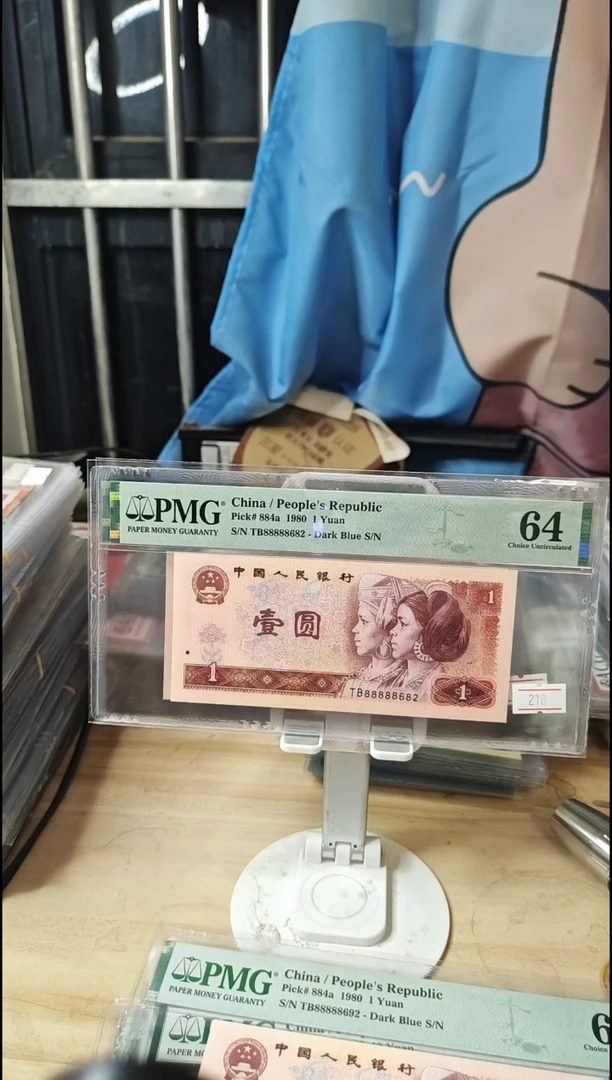 PMG
PAPER MONEY GUARANTY
China / People's Republic
Pick# 884a 1980 1 Yuan
S/N TB88888682 - Dark Blue S/N
64
Choice Uncirculated
中国人民银行
壹圆
1
1
TB88888682
1
210
PMG
PAPER MONEY GUARANTY
China / People's Republic
Pick# 884a 1980 1 Yuan
S/N TB88888692 - Dark Blue S/N
6
Choice
PAPER M
中国人民银行